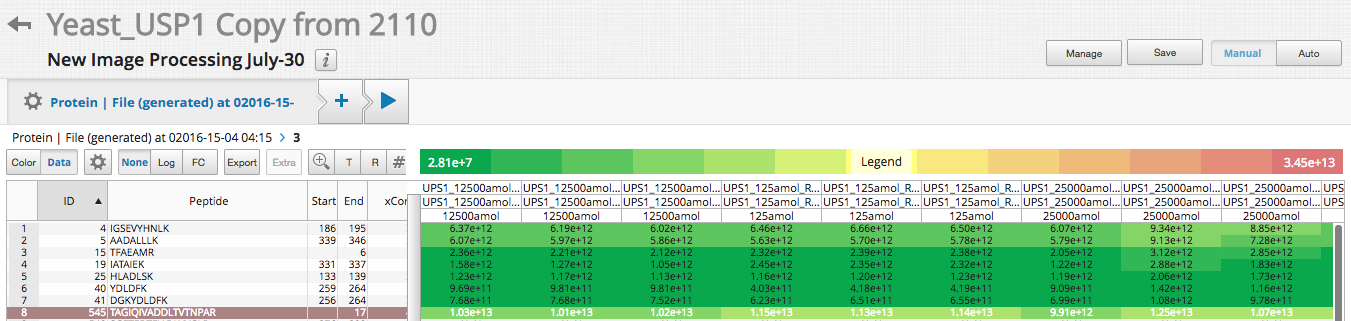 Yeast_USP1 Copy from 2110
New Image Processing July-30 i
Manage Save Manual Auto
Protein | File (generated) at 02016-15- +
Protein | File (generated) at 02016-15-04 04:15 > 3
Color Data None Log FC Export Extra T R # 2.81e+7 Legend 3.45e+13
ID Peptide Start End xCor
UPS1_12500amol... UPS1_12500amol... UPS1_12500amol... UPS1_125amol_R... UPS1_125amol_R... UPS1_125amol_R... UPS1_25000amol... UPS1_25000amol... UPS1_25000amol... UPS
UPS1_12500amol... UPS1_12500amol... UPS1_12500amol... UPS1_125amol_R... UPS1_125amol_R... UPS1_125amol_R... UPS1_25000amol... UPS1_25000amol... UPS1_25000amol... UPS
12500amol 12500amol 12500amol 125amol 125amol 125amol 25000amol 25000amol 25000amol
1 4 IGSEVYHNLK 186 195 6.37e+12 6.19e+12 6.02e+12 6.46e+12 6.66e+12 6.50e+12 6.07e+12 9.34e+12 8.85e+12
2 5 AADALLLK 339 346 6.07e+12 5.97e+12 5.86e+12 5.63e+12 5.70e+12 5.78e+12 5.79e+12 9.13e+12 7.28e+12
3 15 TFAEAMR 6 2.36e+12 2.21e+12 2.12e+12 2.39e+12 2.39e+12 2.38e+12 2.05e+12 3.12e+12 2.85e+12
4 19 IATAIEK 331 337 1.58e+12 1.27e+12 1.05e+12 2.45e+12 2.35e+12 2.32e+12 1.22e+12 2.88e+12 1.83e+12
5 25 HLADLSK 133 139 1.23e+12 1.17e+12 1.13e+12 1.16e+12 1.20e+12 1.23e+12 1.19e+12 2.06e+12 1.73e+12
6 40 YDLDFK 259 264 9.69e+11 9.81e+11 9.81e+11 4.03e+11 4.18e+11 4.19e+11 9.09e+11 1.42e+12 1.16e+12
7 41 DGKYDLDFK 256 264 7.68e+11 7.68e+11 7.52e+11 6.23e+11 6.51e+11 6.55e+11 6.99e+11 1.08e+12 9.78e+11
8 545 TAGIQIVADDLTVTNPAR 17 1.03e+13 1.01e+13 1.02e+13 1.15e+13 1.13e+13 1.14e+13 9.91e+12 1.25e+13 1.07e+13